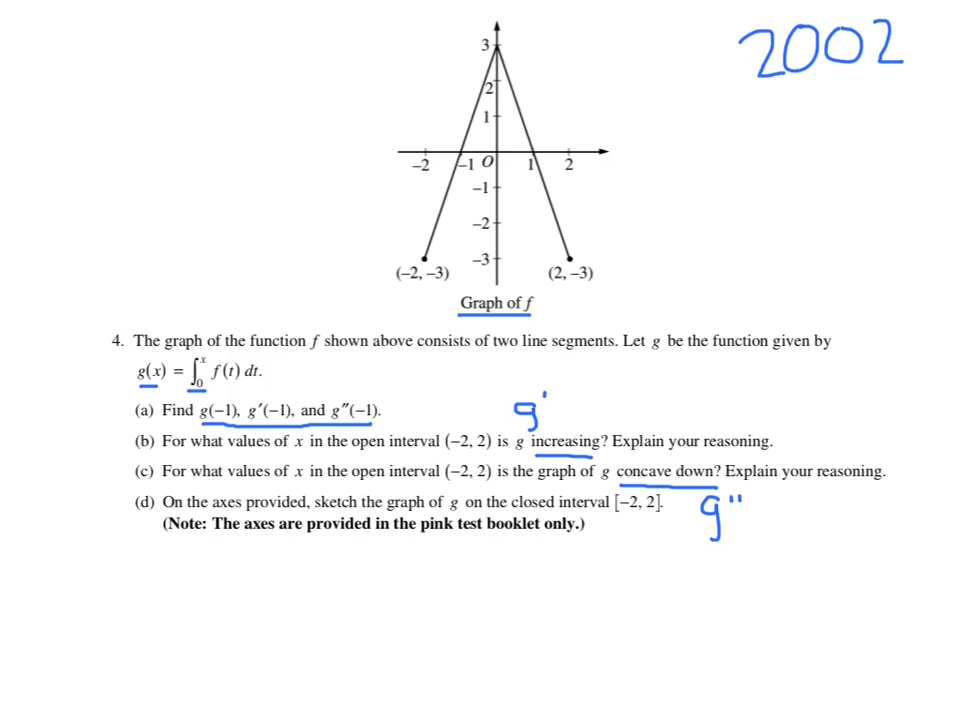 2002
3
2
1
-2 -1 O 1 2
-1
-2
-3
(-2, -3) (2, -3)
Graph of f
4. The graph of the function f shown above consists of two line segments. Let g be the function given by
g(x) = ∫₀ˣ f(t) dt.
(a) Find g(-1), g′(-1), and g″(-1).
g'
(b) For what values of x in the open interval (-2, 2) is g increasing? Explain your reasoning.
(c) For what values of x in the open interval (-2, 2) is the graph of g concave down? Explain your reasoning.
(d) On the axes provided, sketch the graph of g on the closed interval [-2, 2].
g"
(Note: The axes are provided in the pink test booklet only.)